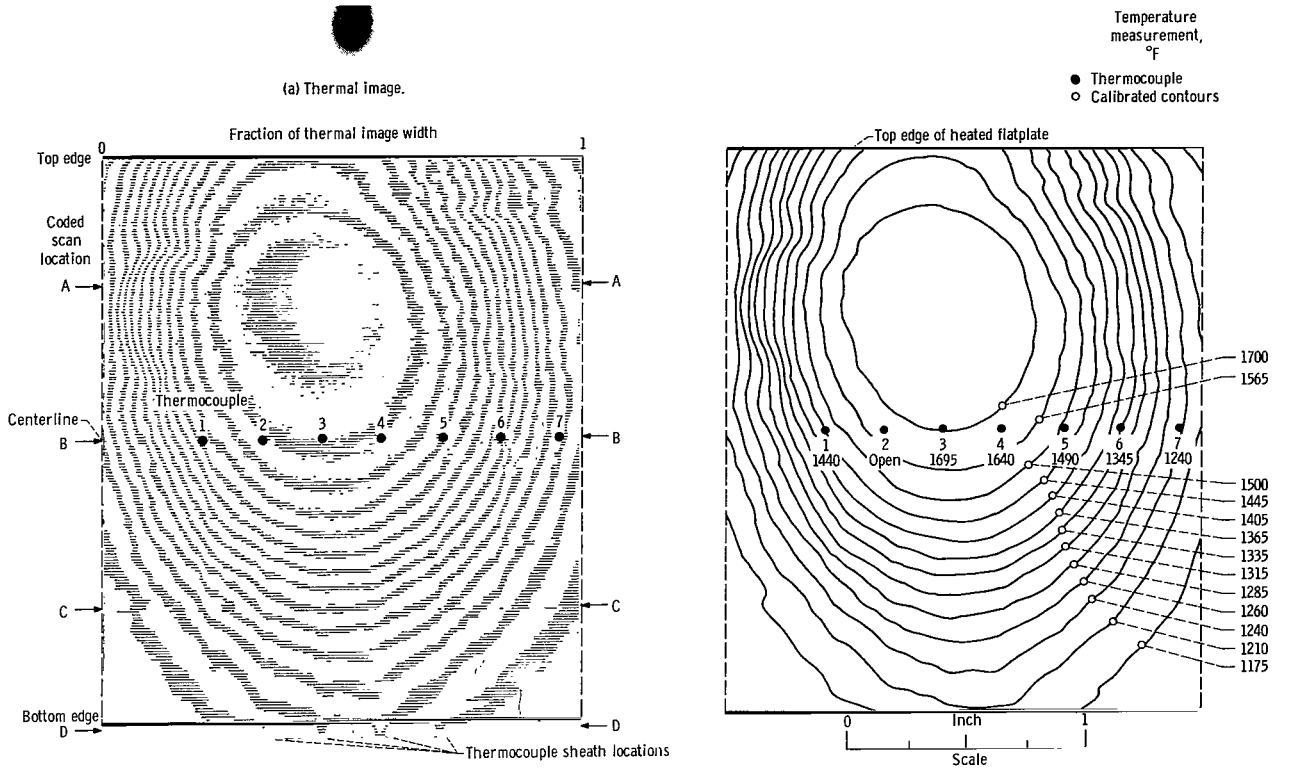 (a) Thermal image.
Fraction of thermal image width
0
1
Top edge
Coded
scan
location
A
A
Thermocouple
Centerline
B
1
2
3
4
5
6
7
B
C
C
Bottom edge
D
D
Thermocouple sheath locations
Temperature
measurement,
°F
Thermocouple
Calibrated contours
Top edge of heated flatplate
1700
1565
1
2
3
4
5
6
7
1440
Open
1695
1640
1490
1345
1240
1500
1445
1405
1365
1335
1315
1285
1260
1240
1210
1175
0
Inch
1
Scale